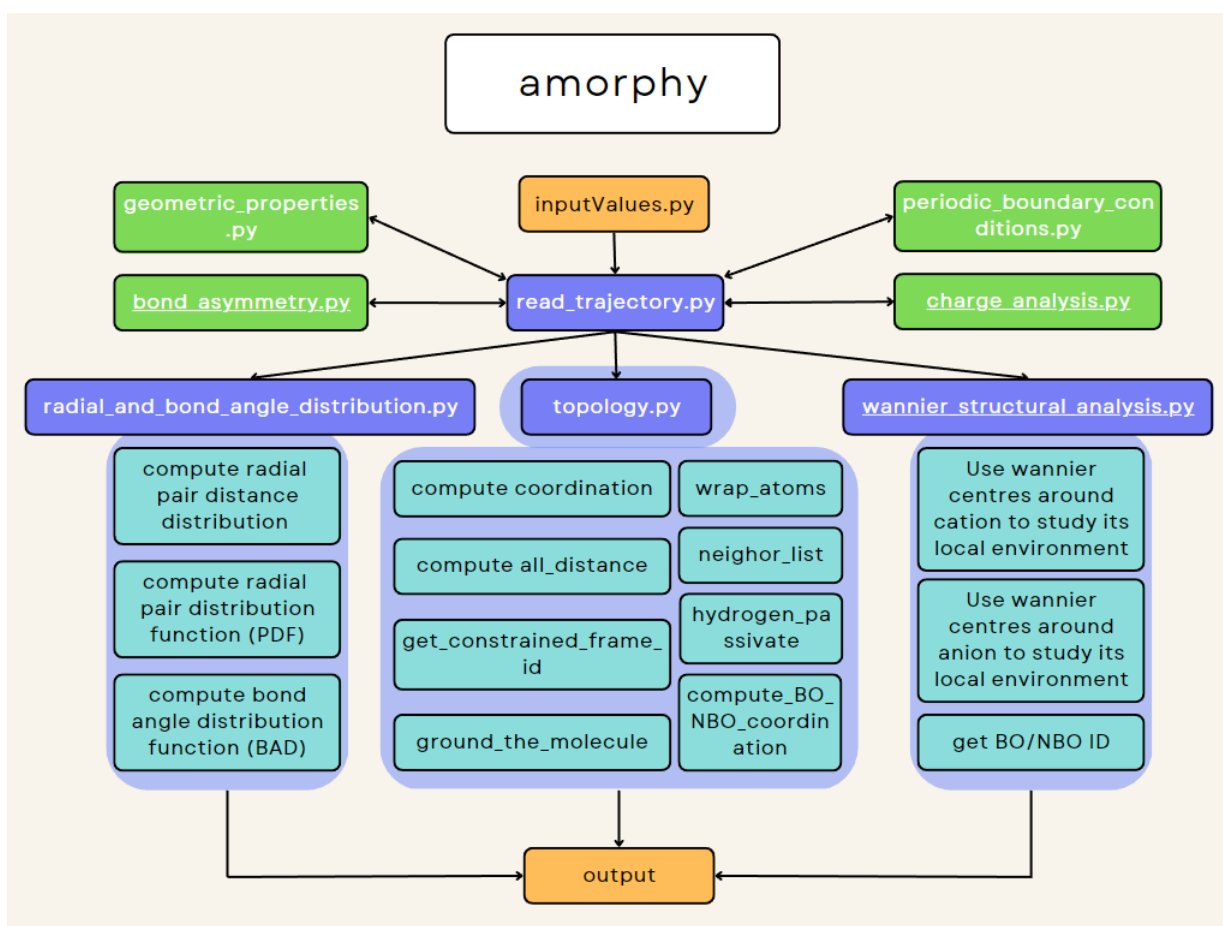 amorphy
geometric_properties
.py
inputValues.py
periodic_boundary_con
ditions.py
bond_asymmetry.py
read_trajectory.py
charge_analysis.py
radial_and_bond_angle_distribution.py
topology.py
wannier_structural_analysis.py
compute radial
pair distance
distribution
compute radial
pair distribution
function (PDF)
compute bond
angle distribution
function (BAD)
compute coordination
compute all_distance
get_constrained_frame_
id
ground_the_molecule
wrap_atoms
neighor_list
hydrogen_pa
ssivate
compute_BO_
NBO_coordin
ation
Use wannier
centres around
cation to study its
local environment
Use wannier
centres around
anion to study its
local environment
get BO/NBO ID
output